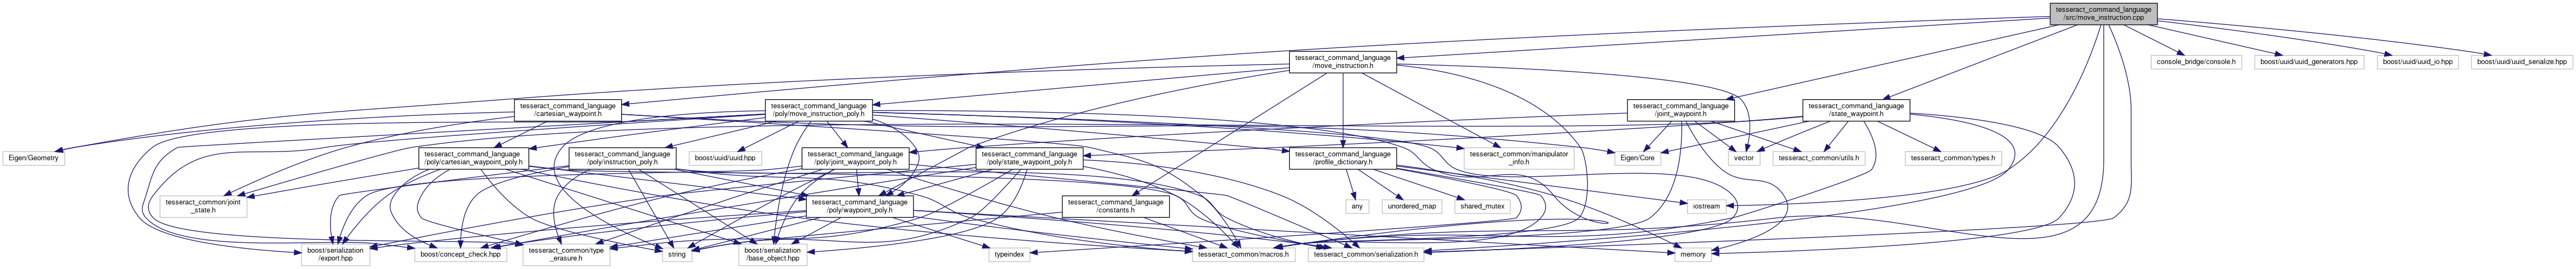 tesseract_command_language
/src/move_instruction.cpp
tesseract_command_language
/move_instruction.h
console_bridge/console.h
boost/uuid/uuid_generators.hpp
boost/uuid/uuid_io.hpp
boost/uuid/uuid_serialize.hpp
tesseract_command_language
/cartesian_waypoint.h
tesseract_command_language
/poly/move_instruction_poly.h
tesseract_command_language
/joint_waypoint.h
tesseract_command_language
/state_waypoint.h
Eigen/Geometry
tesseract_command_language
/poly/cartesian_waypoint_poly.h
tesseract_command_language
/poly/instruction_poly.h
boost/uuid/uuid.hpp
tesseract_command_language
/poly/joint_waypoint_poly.h
tesseract_command_language
/poly/state_waypoint_poly.h
tesseract_command_language
/profile_dictionary.h
tesseract_common/manipulator
_info.h
Eigen/Core
vector
tesseract_common/utils.h
tesseract_common/types.h
tesseract_common/joint
_state.h
tesseract_command_language
/poly/waypoint_poly.h
tesseract_command_language
/constants.h
any
unordered_map
shared_mutex
iostream
boost/serialization
/export.hpp
boost/concept_check.hpp
tesseract_common/type
_erasure.h
string
boost/serialization
/base_object.hpp
typeindex
tesseract_common/macros.h
tesseract_common/serialization.h
memory